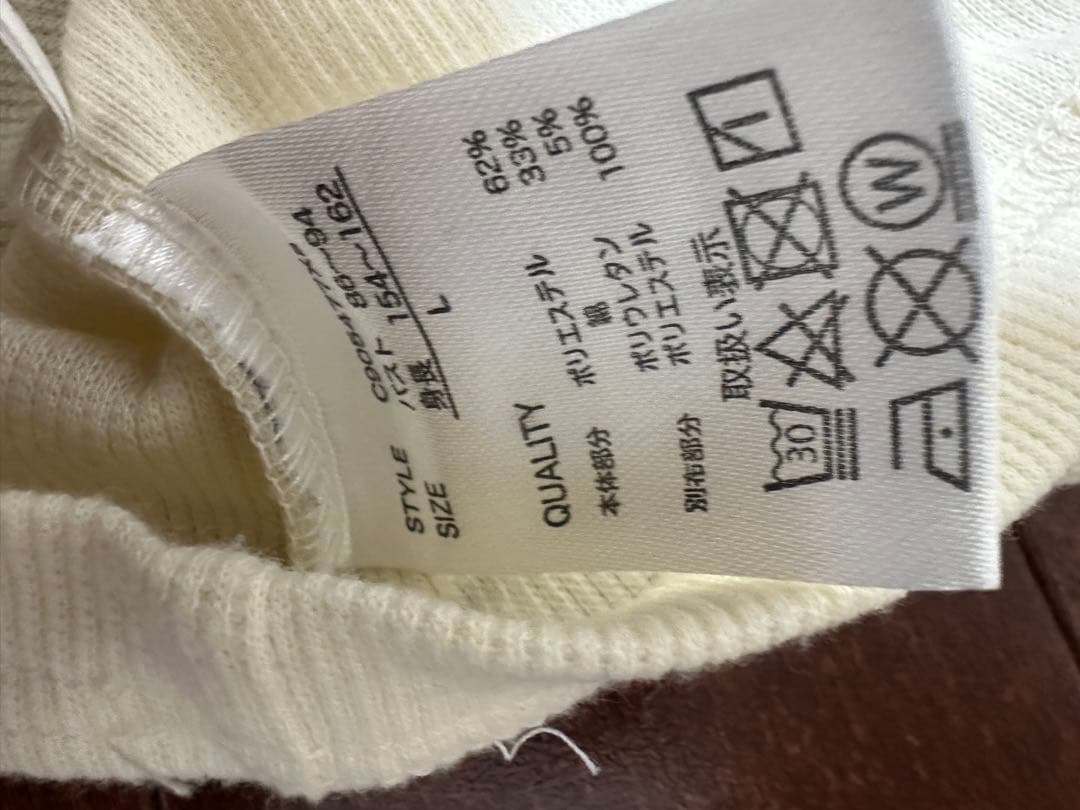 STYLE
SIZE
バスト 86〜94
身長 154〜162
L
QUALITY
本体部分 ポリエステル 62%
綿 33%
ポリウレタン 5%
別布部分 ポリエステル 100%
取扱い表示
30
W